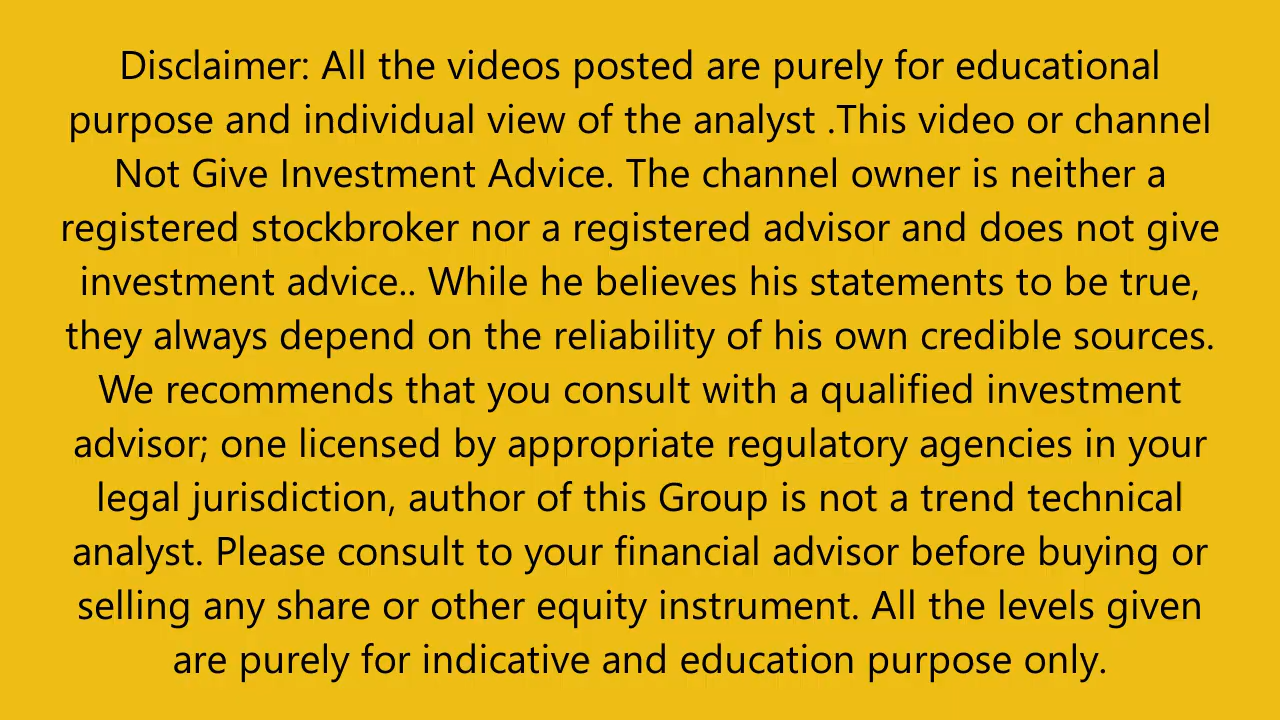 Disclaimer: All the videos posted are purely for educational
purpose and individual view of the analyst .This video or channel
Not Give Investment Advice. The channel owner is neither a
registered stockbroker nor a registered advisor and does not give
investment advice.. While he believes his statements to be true,
they always depend on the reliability of his own credible sources.
We recommends that you consult with a qualified investment
advisor; one licensed by appropriate regulatory agencies in your
legal jurisdiction, author of this Group is not a trend technical
analyst. Please consult to your financial advisor before buying or
selling any share or other equity instrument. All the levels given
are purely for indicative and education purpose only.